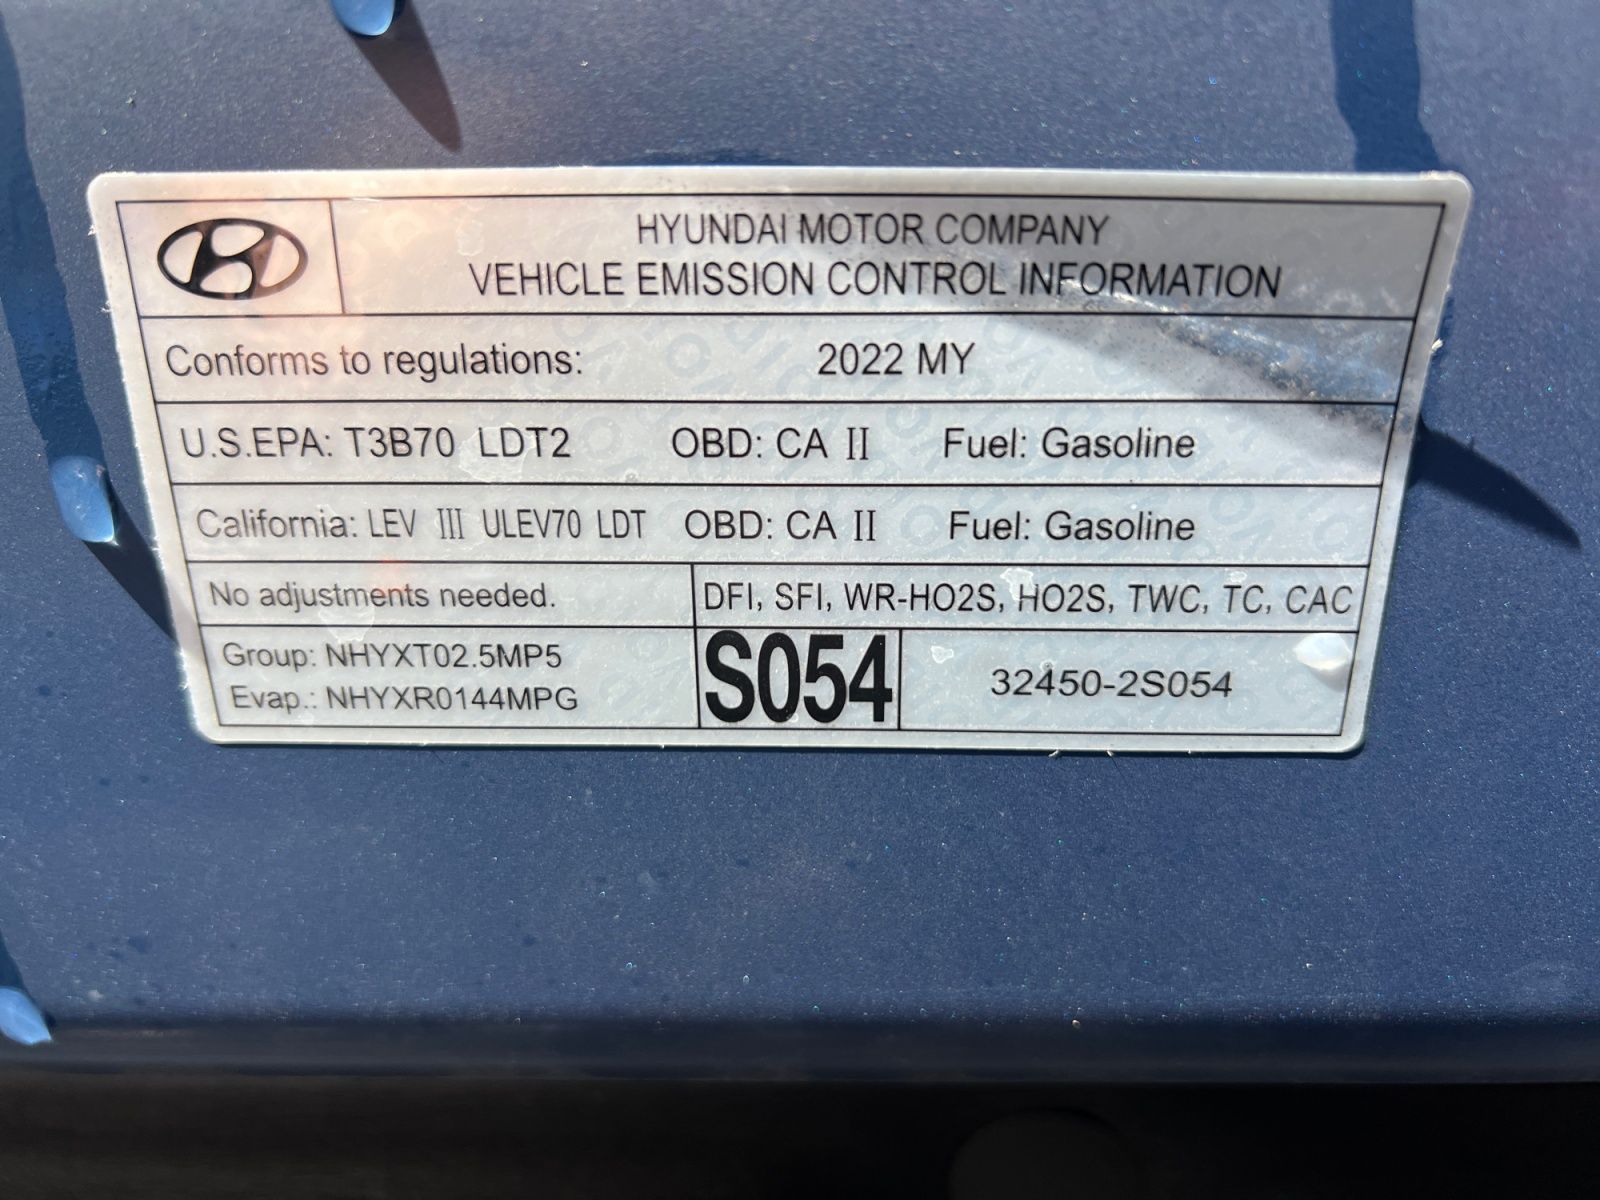 HYUNDAI MOTOR COMPANY
VEHICLE EMISSION CONTROL INFORMATION
Conforms to regulations: 2022 MY
U.S.EPA: T3B70 LDT2 OBD: CA II Fuel: Gasoline
California: LEV III ULEV70 LDT OBD: CA II Fuel: Gasoline
No adjustments needed. DFI, SFI, WR-HO2S, HO2S, TWC, TC, CAC
Group: NHYXT02.5MP5
Evap.: NHYXR0144MPG
S054
32450-2S054